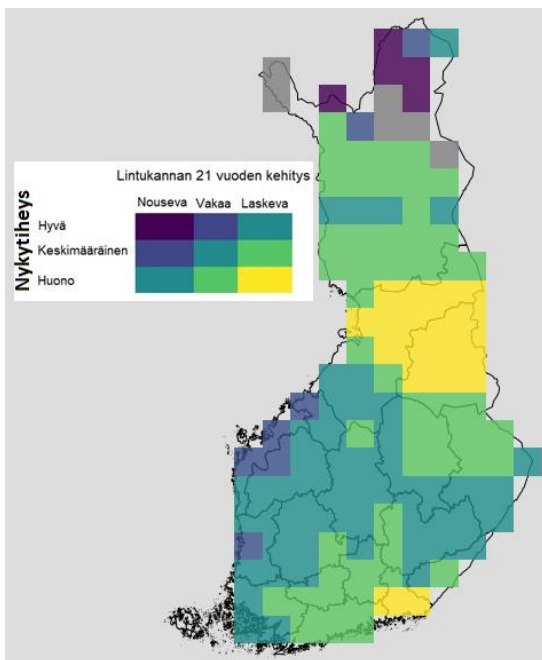 Lintukannan 21 vuoden kehitys
Nouseva Vakaa Laskeva
Nykytiheys
Hyvä
Keskimääräinen
Huono